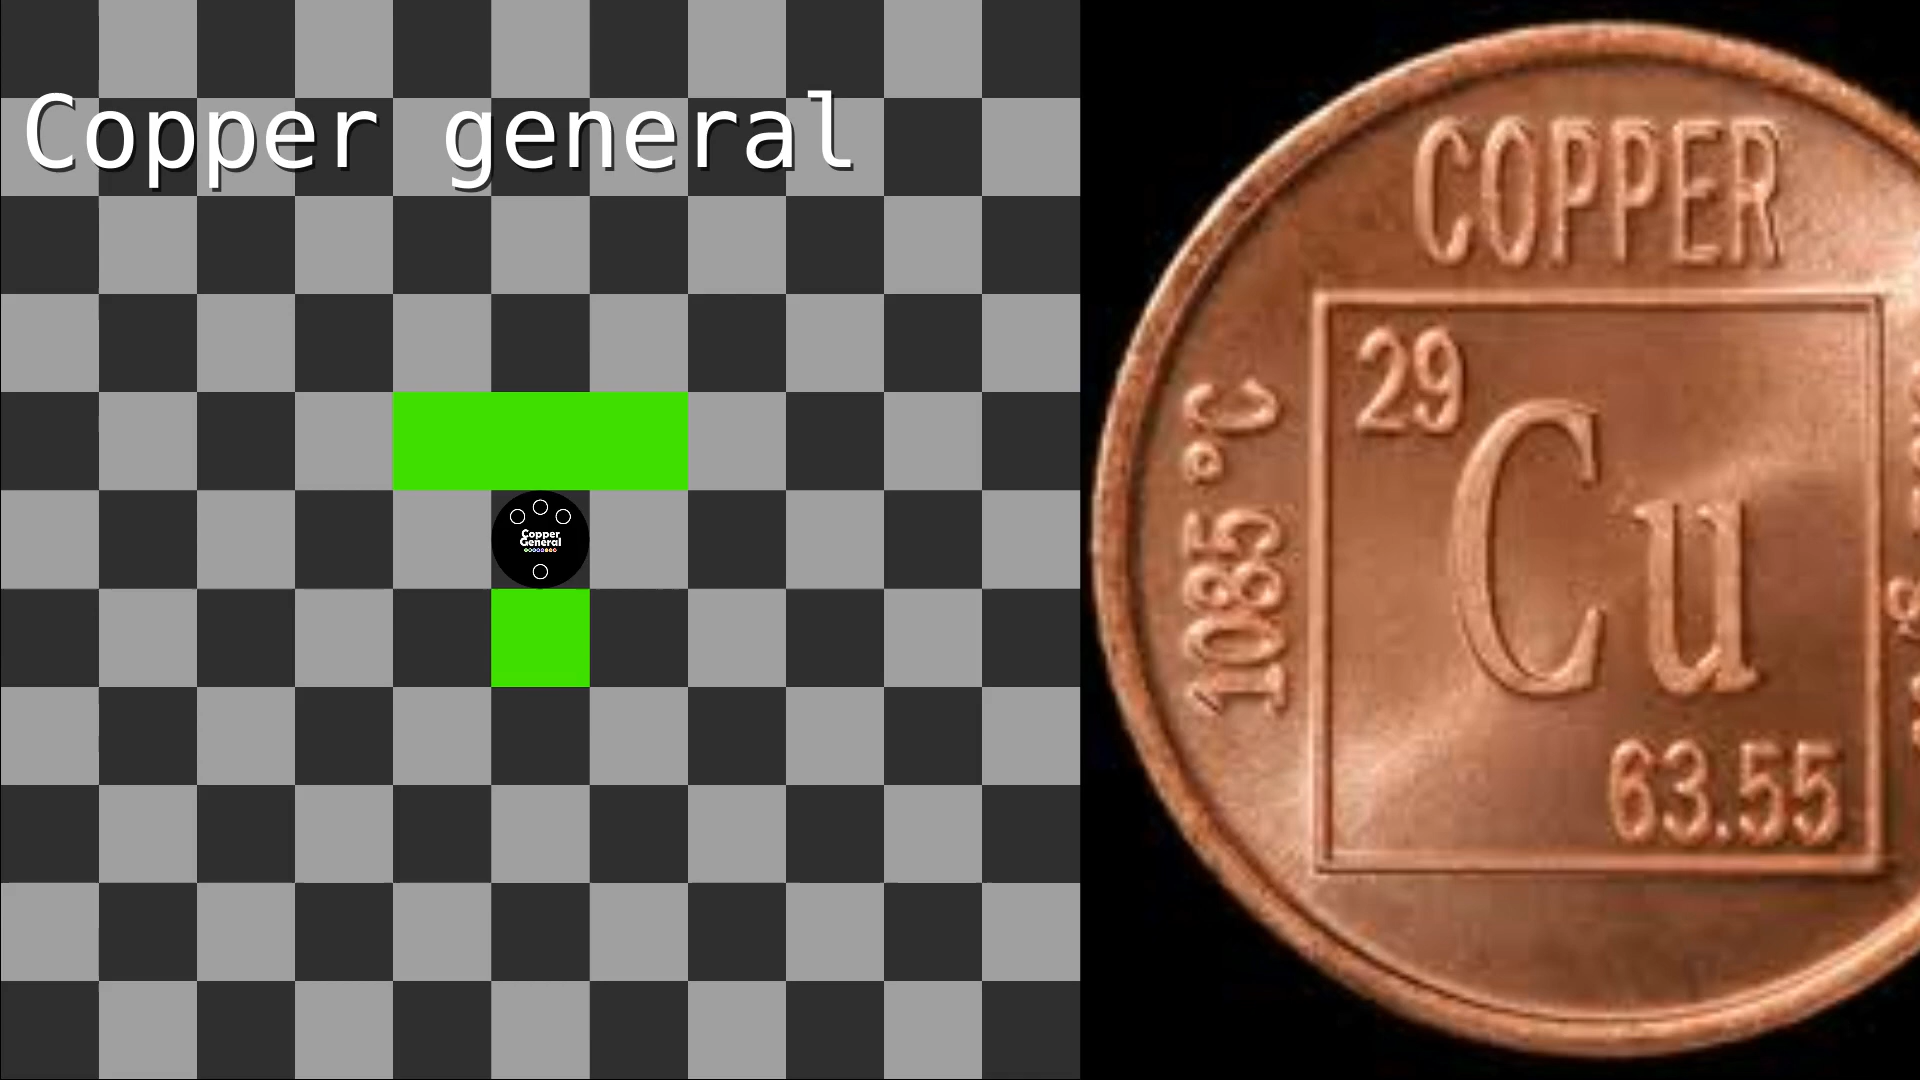 Copper general
Copper
General
COPPER
29
Cu
63.55
1085 °C